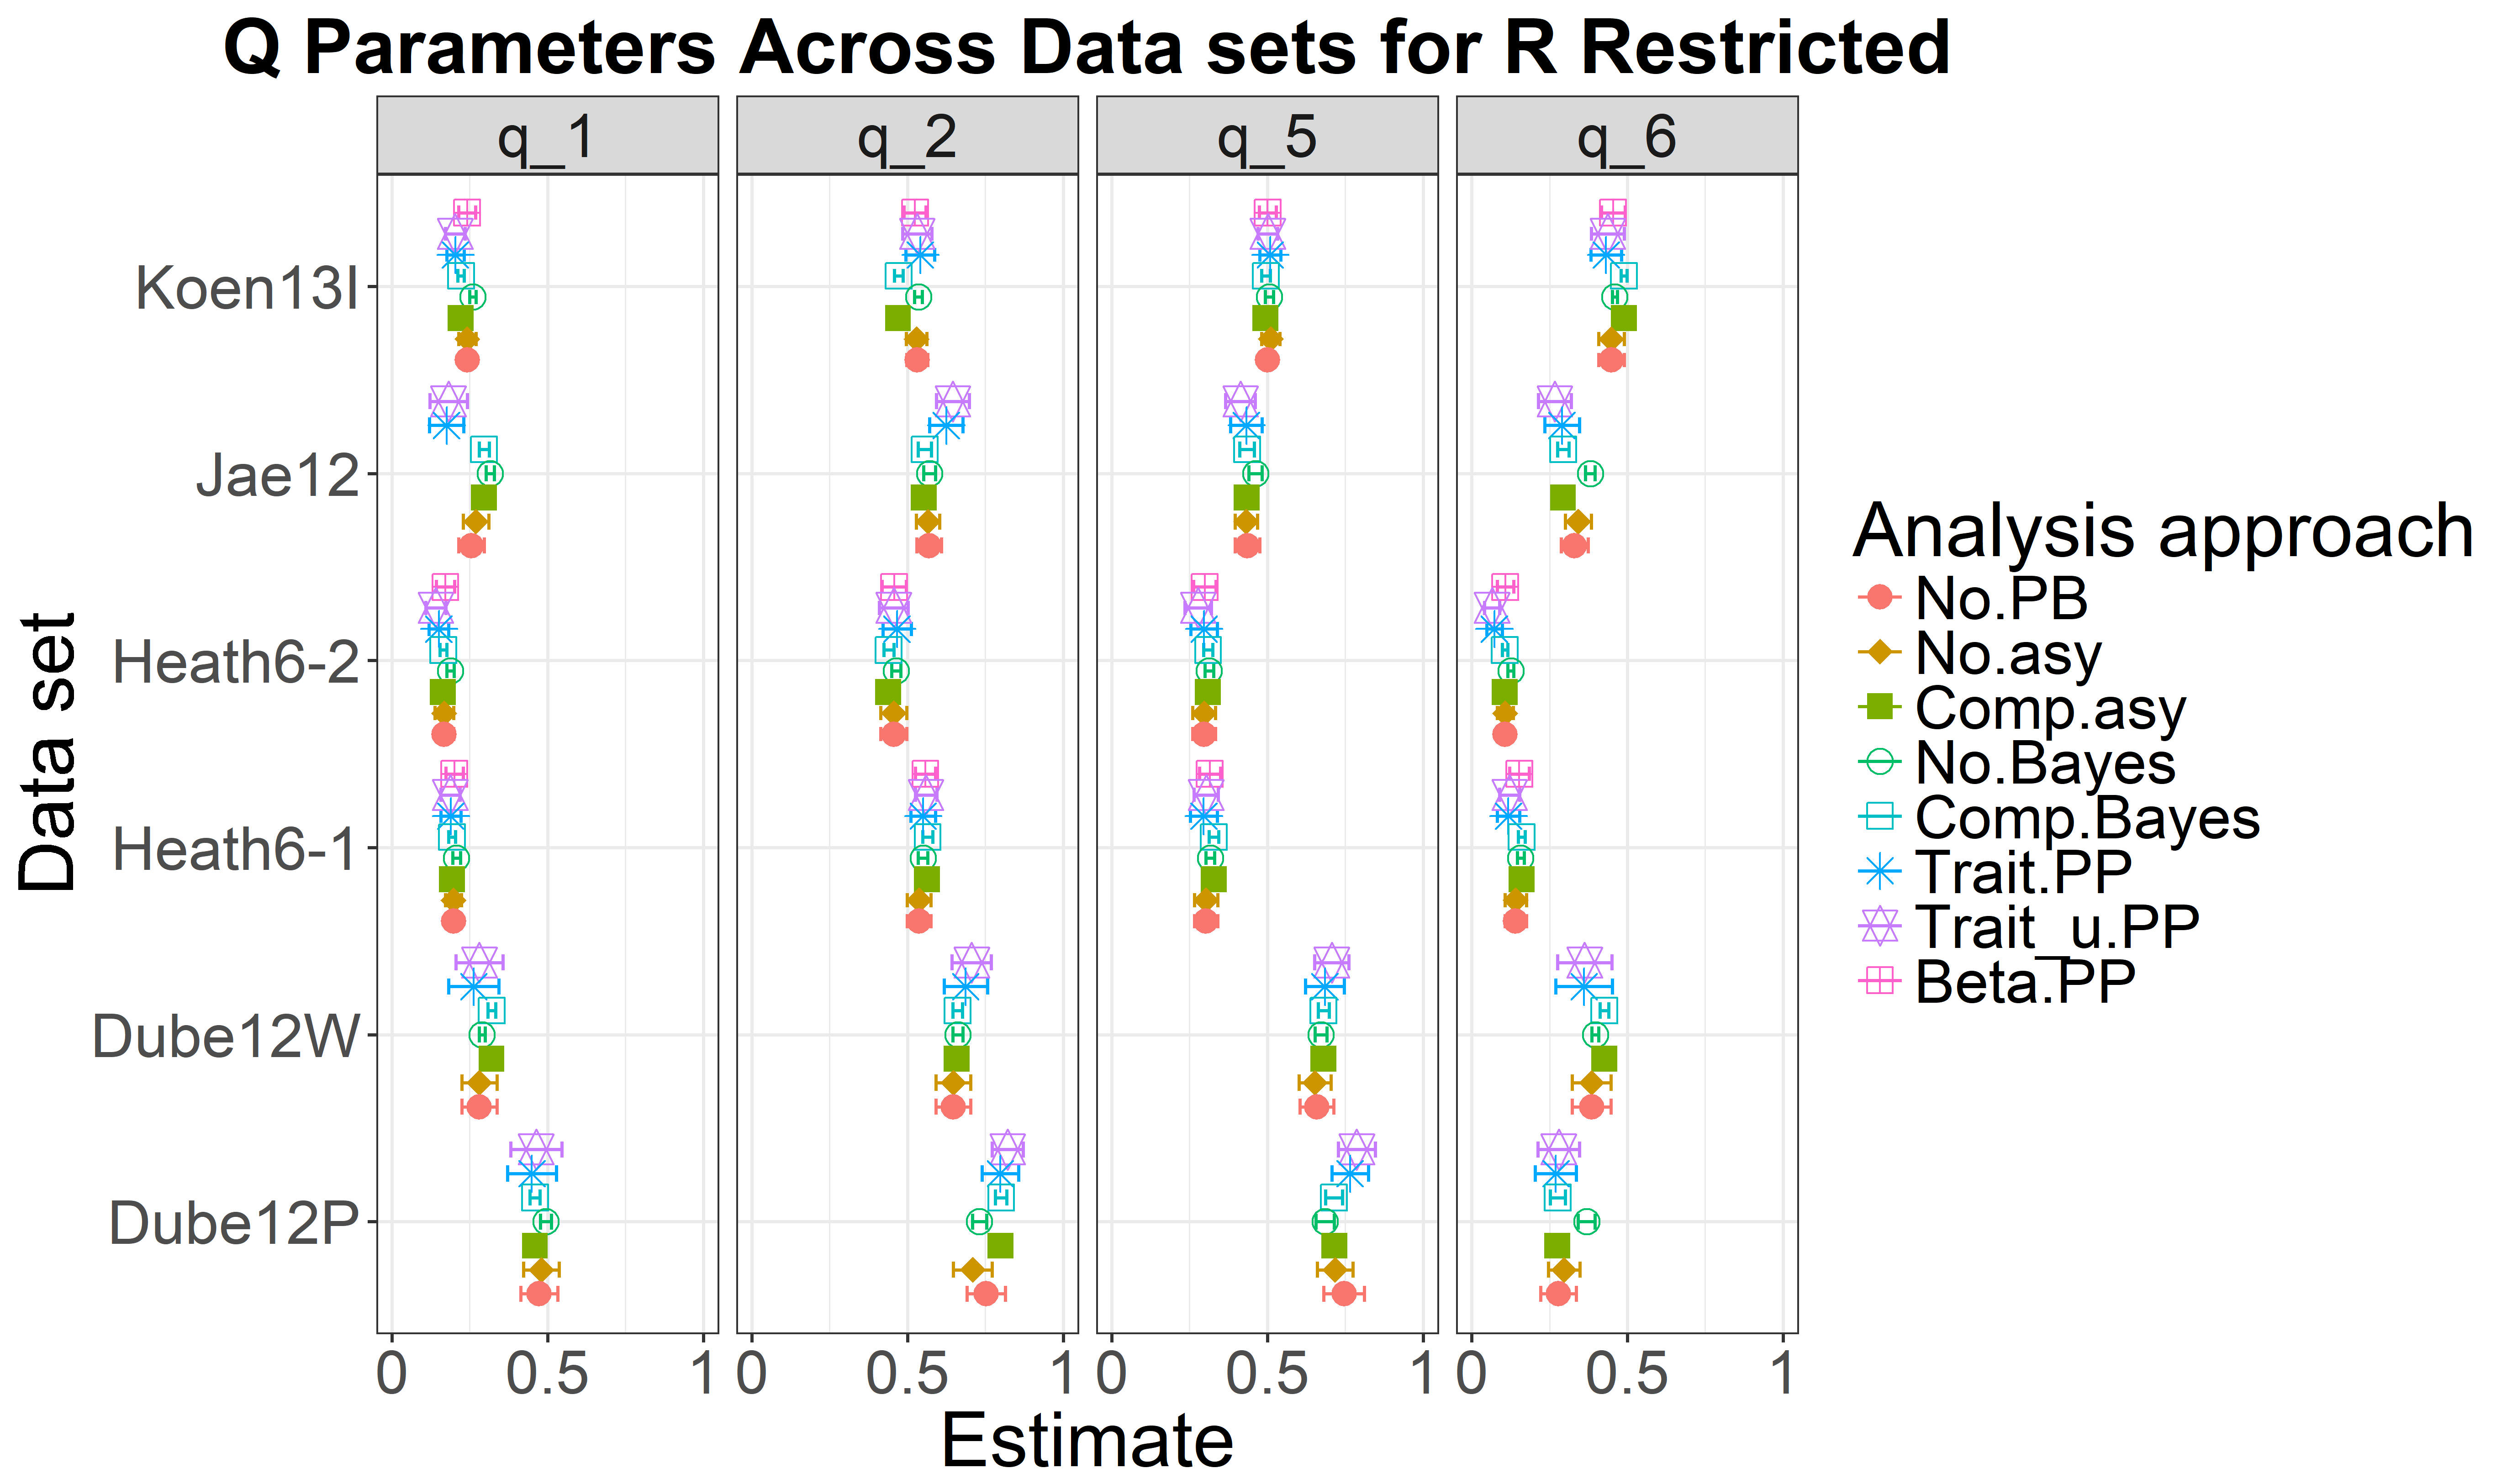 Q Parameters Across Data sets for R Restricted
q_1
q_2
q_5
q_6
Data set
Koen13I
Jae12
Heath6-2
Heath6-1
Dube12W
Dube12P
0 0.5 1 0 0.5 1 0 0.5 1 0 0.5 1
Estimate
Analysis approach
No.PB
No.asy
Comp.asy
No.Bayes
Comp.Bayes
Trait.PP
Trait_u.PP
Beta.PP